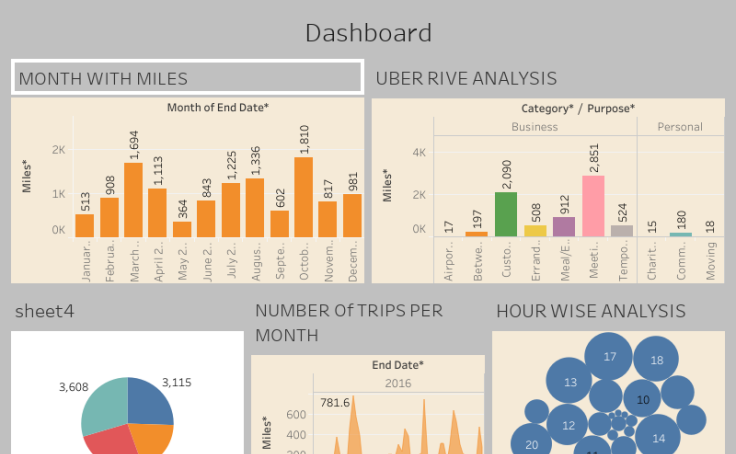 Dashboard
MONTH WITH MILES
Month of End Date*
Miles*
2K
1K
0K
513
908
1,694
1,113
364
843
1,225
1,336
602
1,810
817
981
Januar..
Februa..
March..
April 2..
May 2..
June 2..
July 2..
Augus..
Septe..
Octob..
Novem..
Decem..
UBER RIVE ANALYSIS
Category* / Purpose*
Business
Personal
Miles*
4K
2K
0K
17
197
2,090
508
912
2,851
524
15
180
18
Airpor..
Betwe..
Custo..
Errand..
Meal/E..
Meeti..
Tempo..
Charit..
Comm..
Moving
sheet4
3,608
3,115
NUMBER Of TRIPS PER
MONTH
End Date*
2016
Miles*
781.6
600
400
HOUR WISE ANALYSIS
17
18
13
10
12
14
20